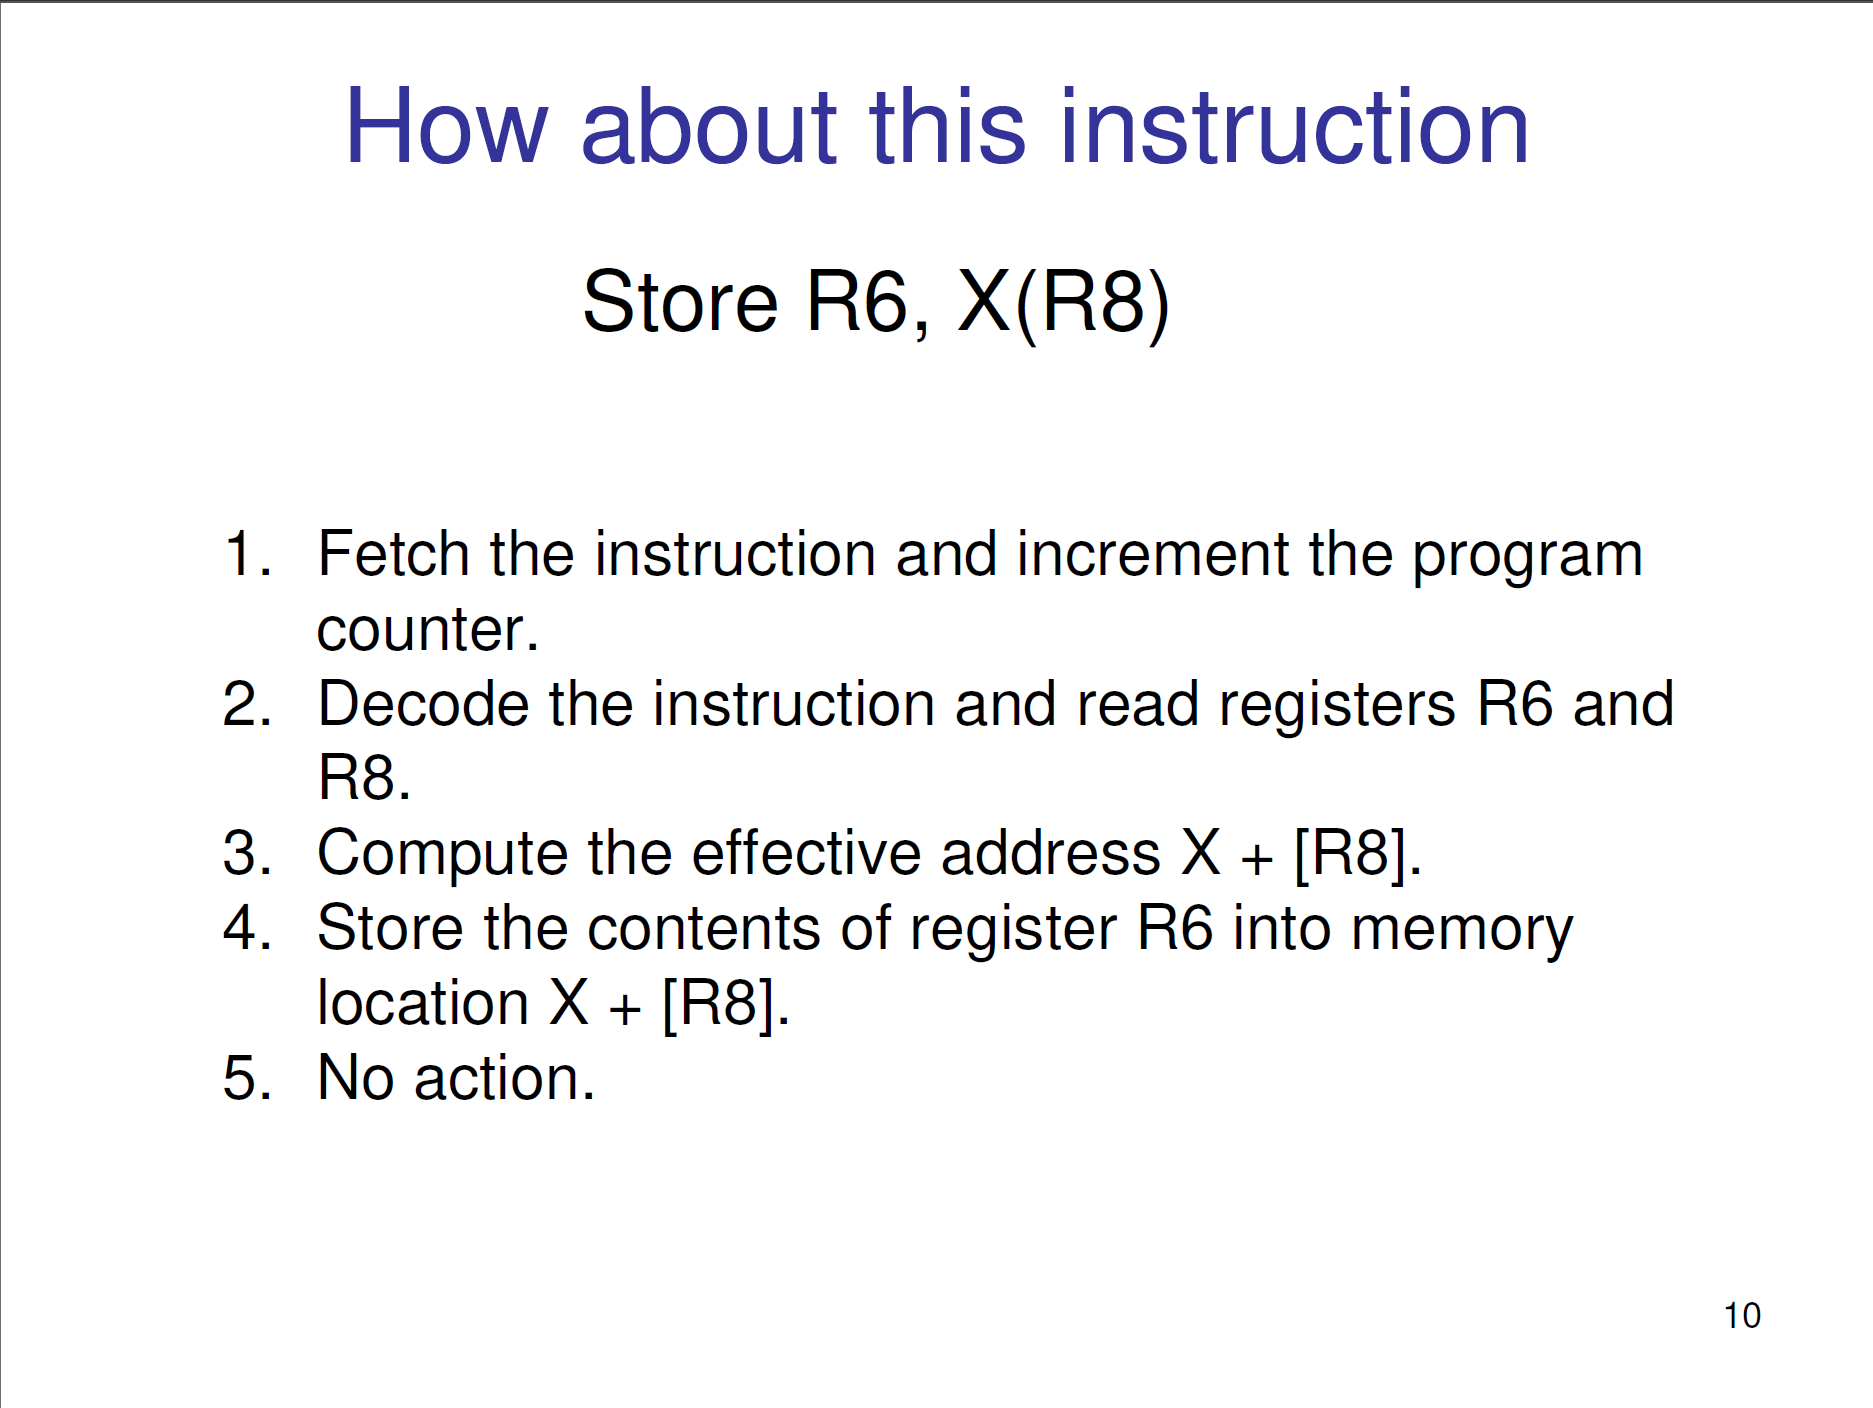 How about this instruction
Store R6, X(R8)
1. Fetch the instruction and increment the program
counter.
2. Decode the instruction and read registers R6 and
R8.
3. Compute the effective address X + [R8].
4. Store the contents of register R6 into memory
location X + [R8].
5. No action.
10